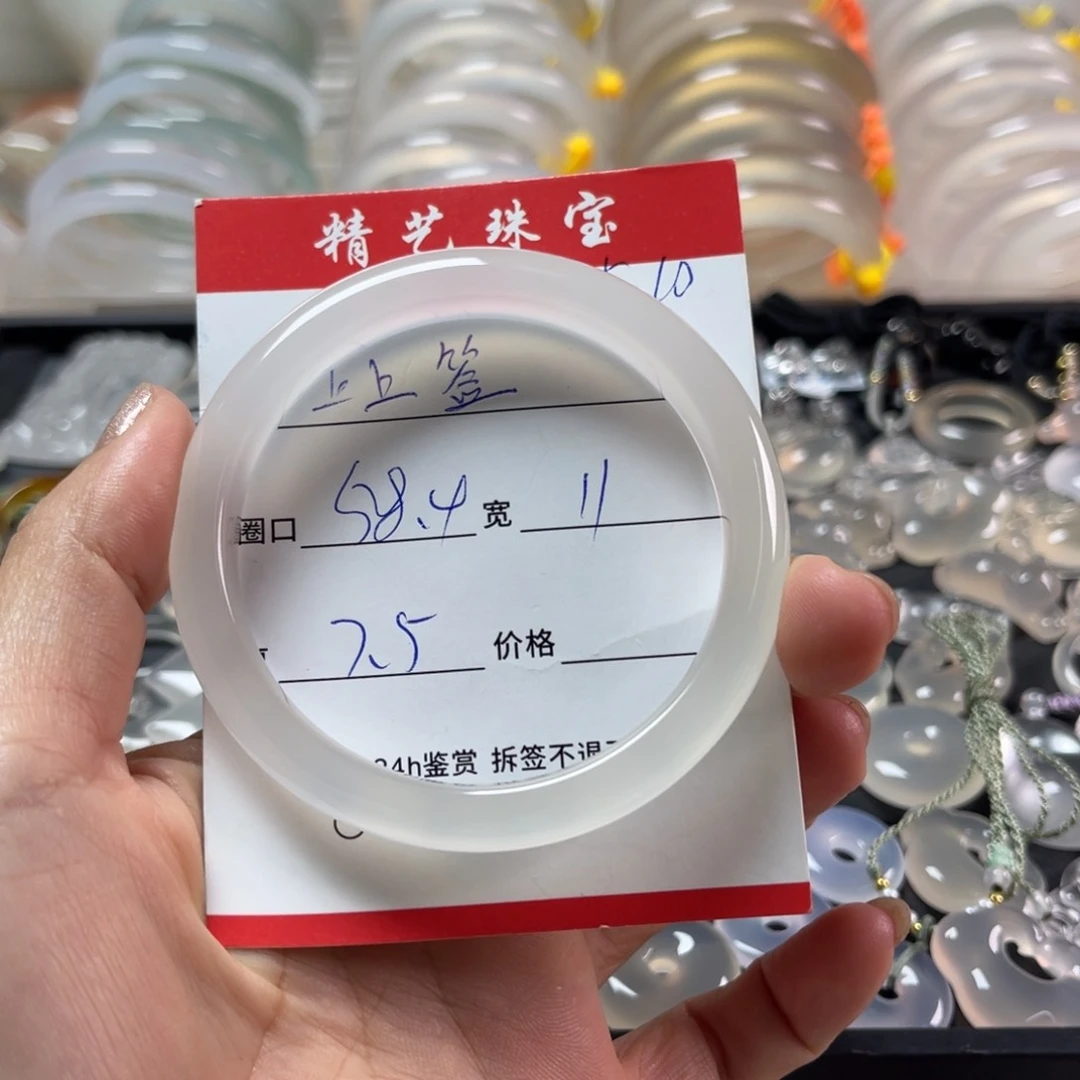 精艺珠宝
10
上上签
圈口 58.4 宽 11
7.5 价格
24h鉴赏 拆签不退